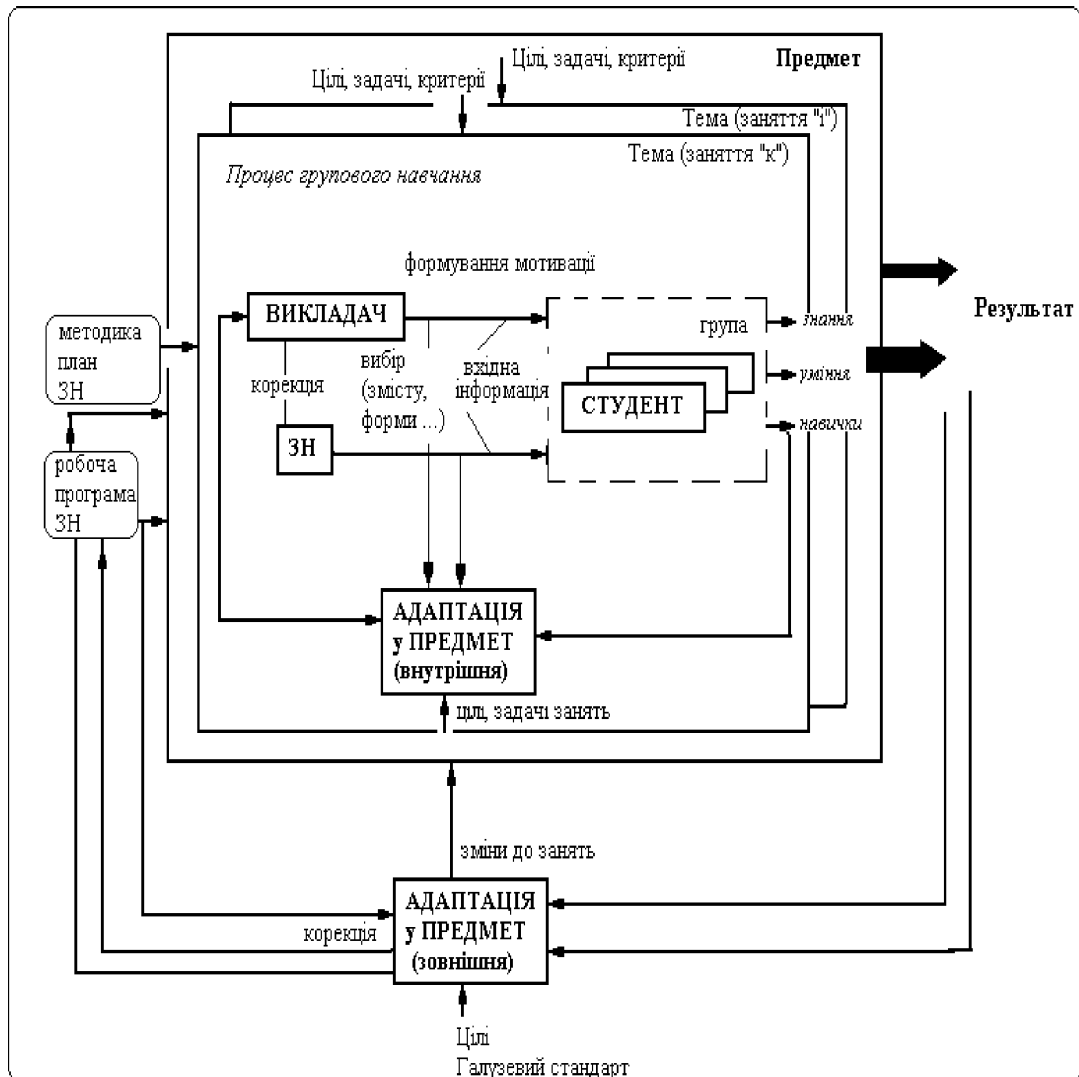 Предмет
Цілі, задачі, критерії
Цілі, задачі, критерії
Тема (заняття "і")
Тема (заняття "к")
Процес групового навчання
формування мотивації
ВИКЛАДАЧ
група
знання
Результат
методика
план
ЗН
корекція
вибір
(змісту,
форми ...)
вхідна
інформація
СТУДЕНТ
уміння
навички
ЗН
робоча
програма
ЗН
АДАПТАЦІЯ
у ПРЕДМЕТ
(внутрішня)
цілі, задачі занять
зміни до занять
АДАПТАЦІЯ
у ПРЕДМЕТ
(зовнішня)
корекція
Цілі
Галузевий стандарт